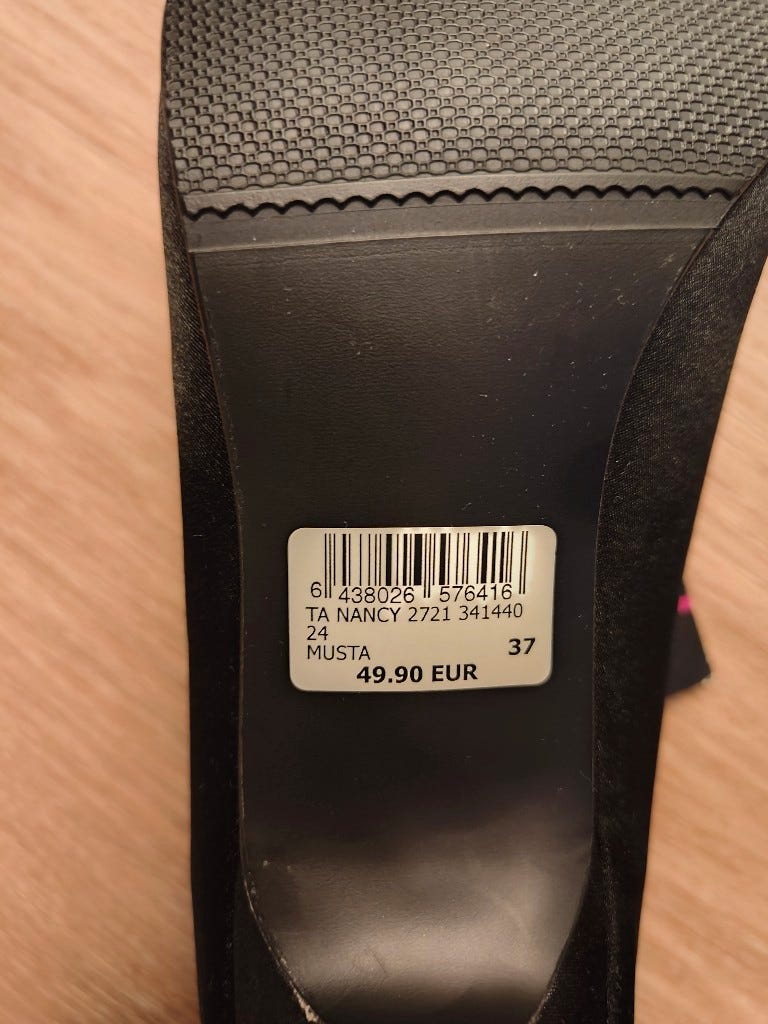 6 438026 576416
TA NANCY 2721 341440
24
MUSTA 37
49.90 EUR